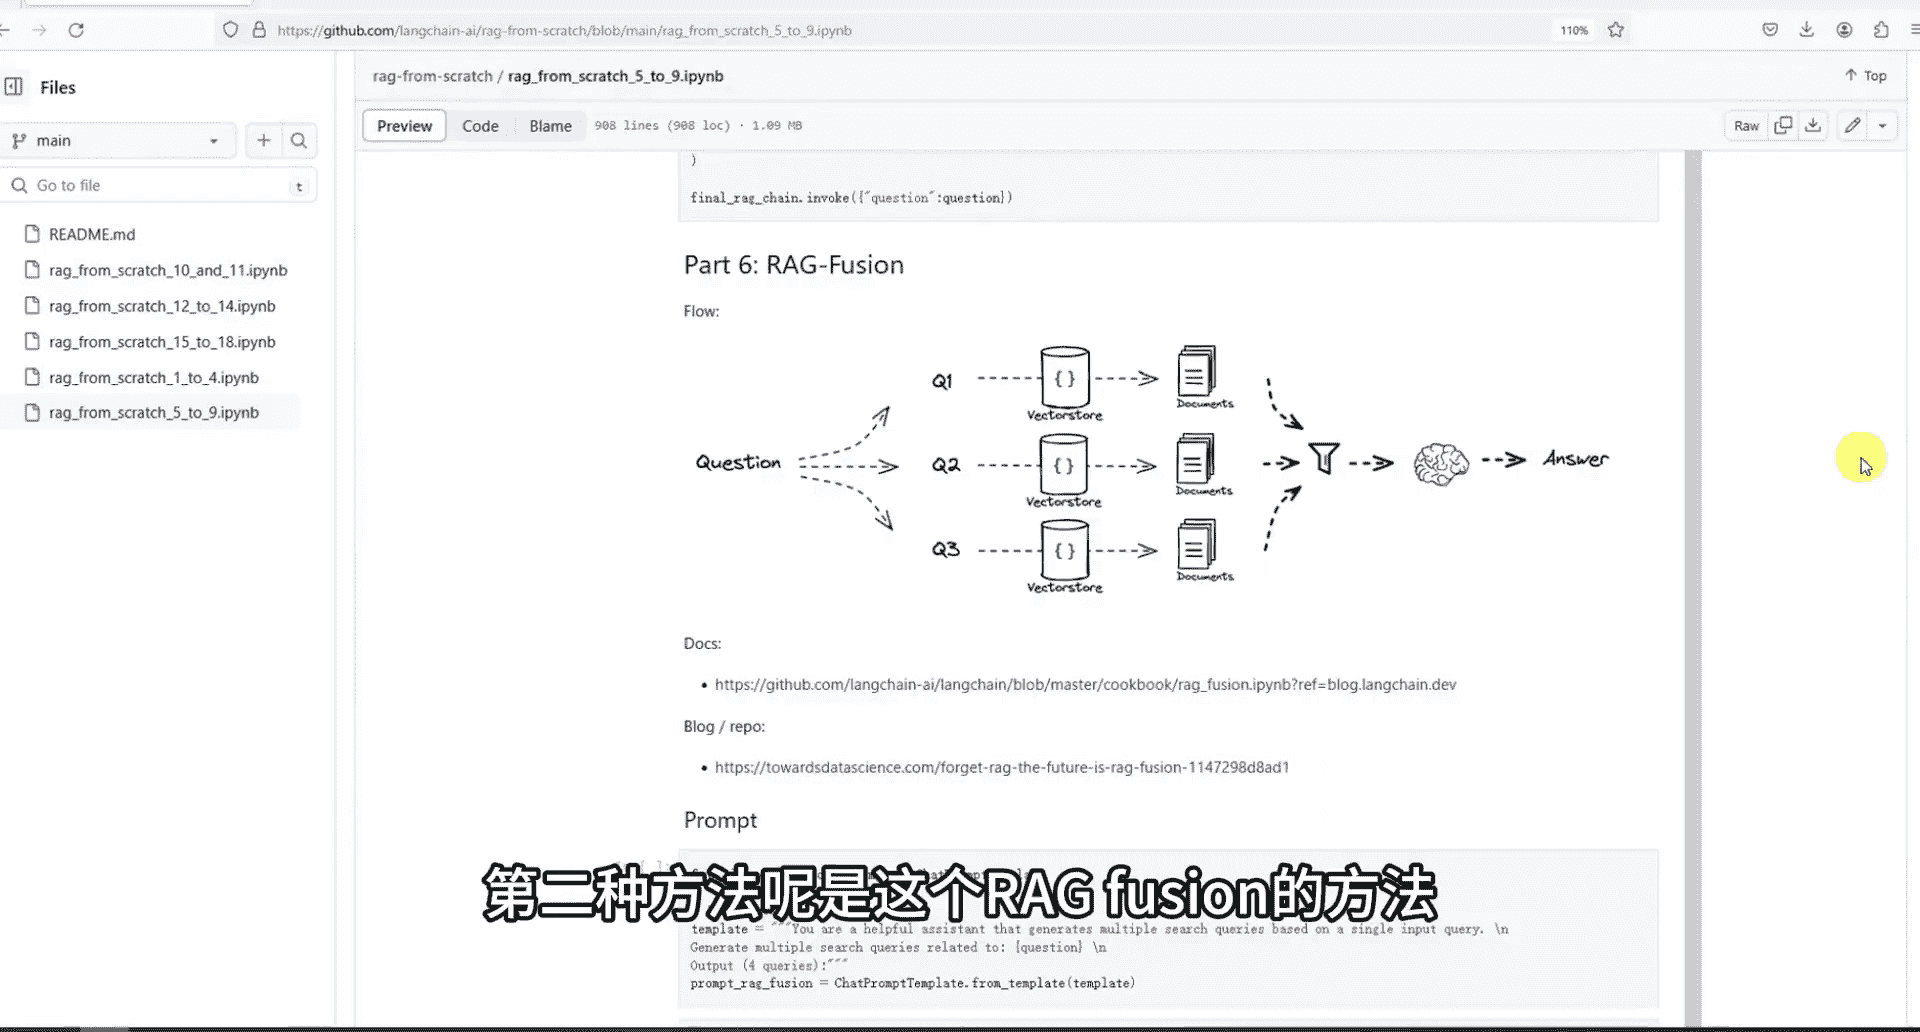 https://github.com/langchain-ai/rag-from-scratch/blob/main/rag_from_scratch_5_to_9.ipynb
110%
Files
main
Go to file
t
README.md
rag_from_scratch_10_and_11.ipynb
rag_from_scratch_12_to_14.ipynb
rag_from_scratch_15_to_18.ipynb
rag_from_scratch_1_to_4.ipynb
rag_from_scratch_5_to_9.ipynb
rag-from-scratch / rag_from_scratch_5_to_9.ipynb
Top
Preview Code Blame 908 lines (908 loc) · 1.09 MB
Raw
)
final_rag_chain.invoke({"question":question})
Part 6: RAG-Fusion
Flow:
Question
Q1
{}
Vectorstore
Documents
Q2
{}
Vectorstore
Documents
Q3
{}
Vectorstore
Documents
Answer
Docs:
• https://github.com/langchain-ai/langchain/blob/master/cookbook/rag_fusion.ipynb?ref=blog.langchain.dev
Blog / repo:
• https://towardsdatascience.com/forget-rag-the-future-is-rag-fusion-1147298d8ad1
Prompt
第二种方法呢是这个RAG fusion的方法
template = """You are a helpful assistant that generates multiple search queries based on a single input query. \n
Generate multiple search queries related to: {question} \n
Output (4 queries):"""
prompt_rag_fusion = ChatPromptTemplate.from_template(template)